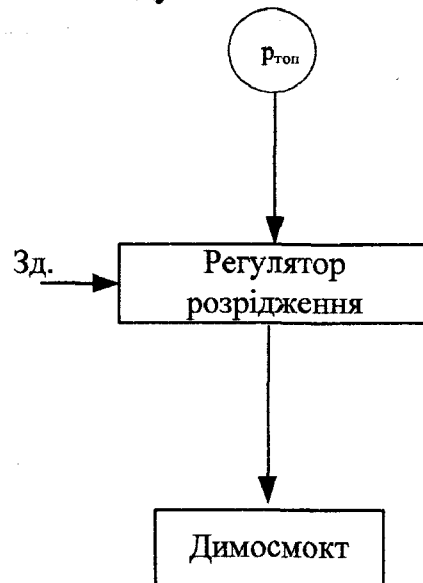 Pтоп
Зд.
Регулятор
розрідження
Димосмокт